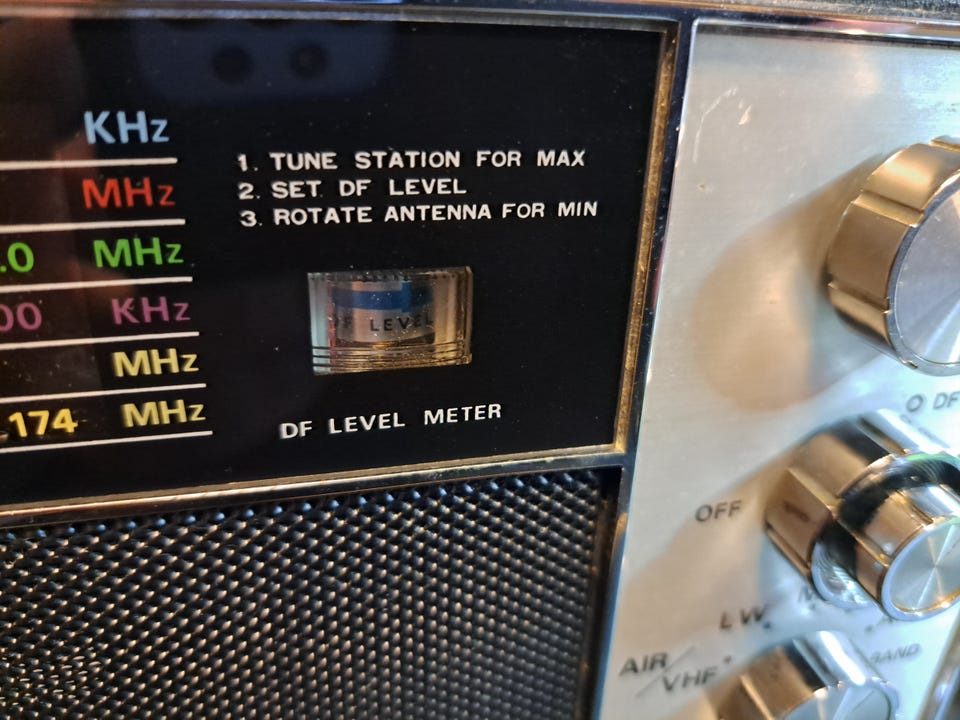 KHz
MHz
.0 MHz
00 KHz
MHz
.174 MHz
1. TUNE STATION FOR MAX
2. SET DF LEVEL
3. ROTATE ANTENNA FOR MIN
DF LEVEL
DF LEVEL METER
DF
OFF
LW
AIR/VHF
BAND